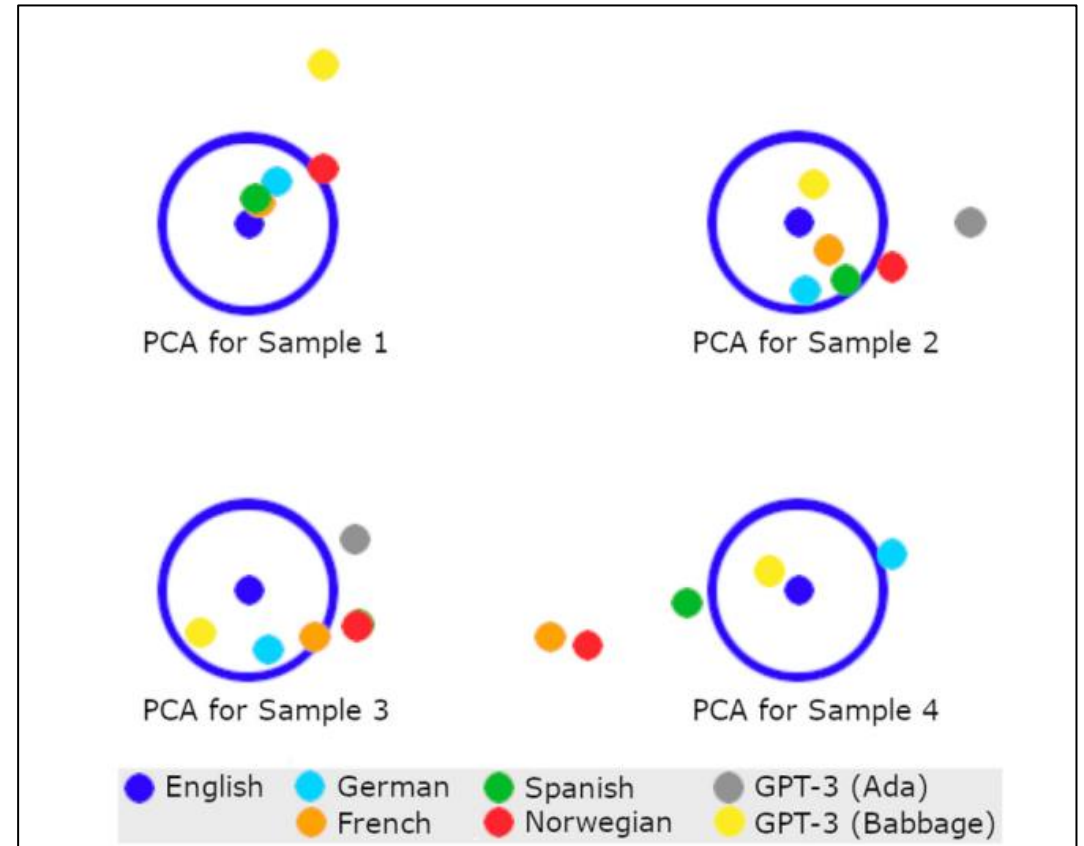 PCA for Sample 1
PCA for Sample 2
PCA for Sample 3
PCA for Sample 4
English
German
Spanish
GPT-3 (Ada)
French
Norwegian
GPT-3 (Babbage)